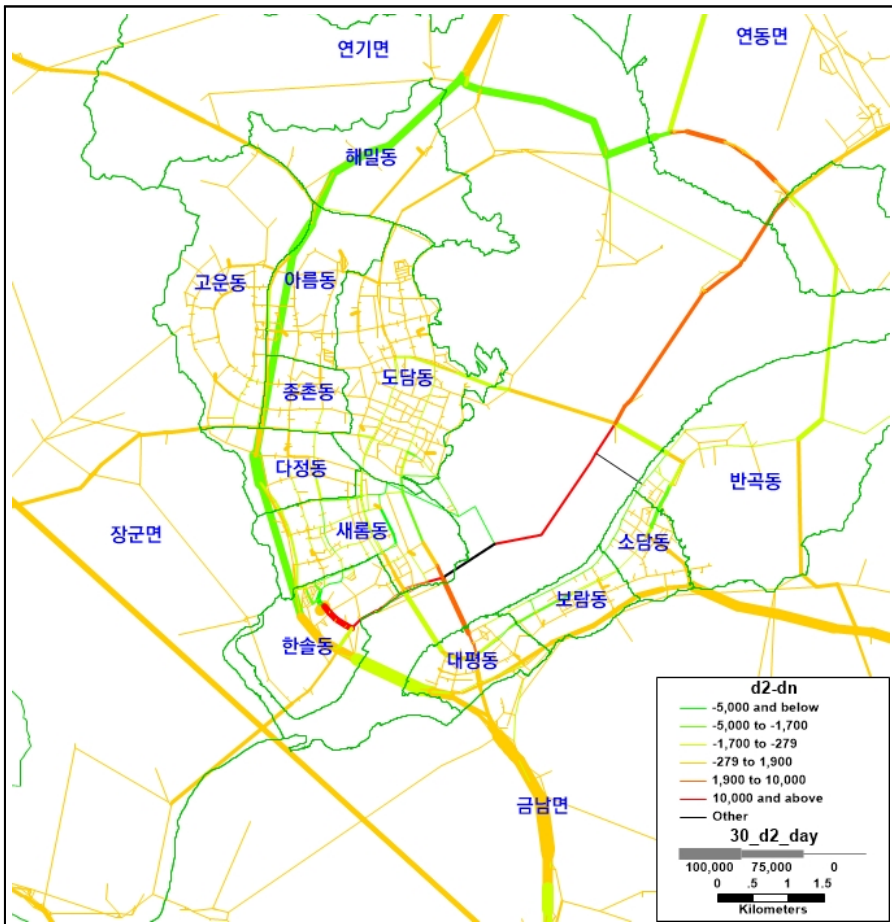 연기면
연동면
해밀동
고운동
아름동
종촌동
도담동
다정동
반곡동
장군면
새롬동
소담동
보람동
한솔동
대평동
금남면
d2-dn
-5,000 and below
-5,000 to -1,700
-1,700 to -279
-279 to 1,900
1,900 to 10,000
10,000 and above
Other
30_d2_day
100,000 75,000 0
0 .5 1 1.5
Kilometers